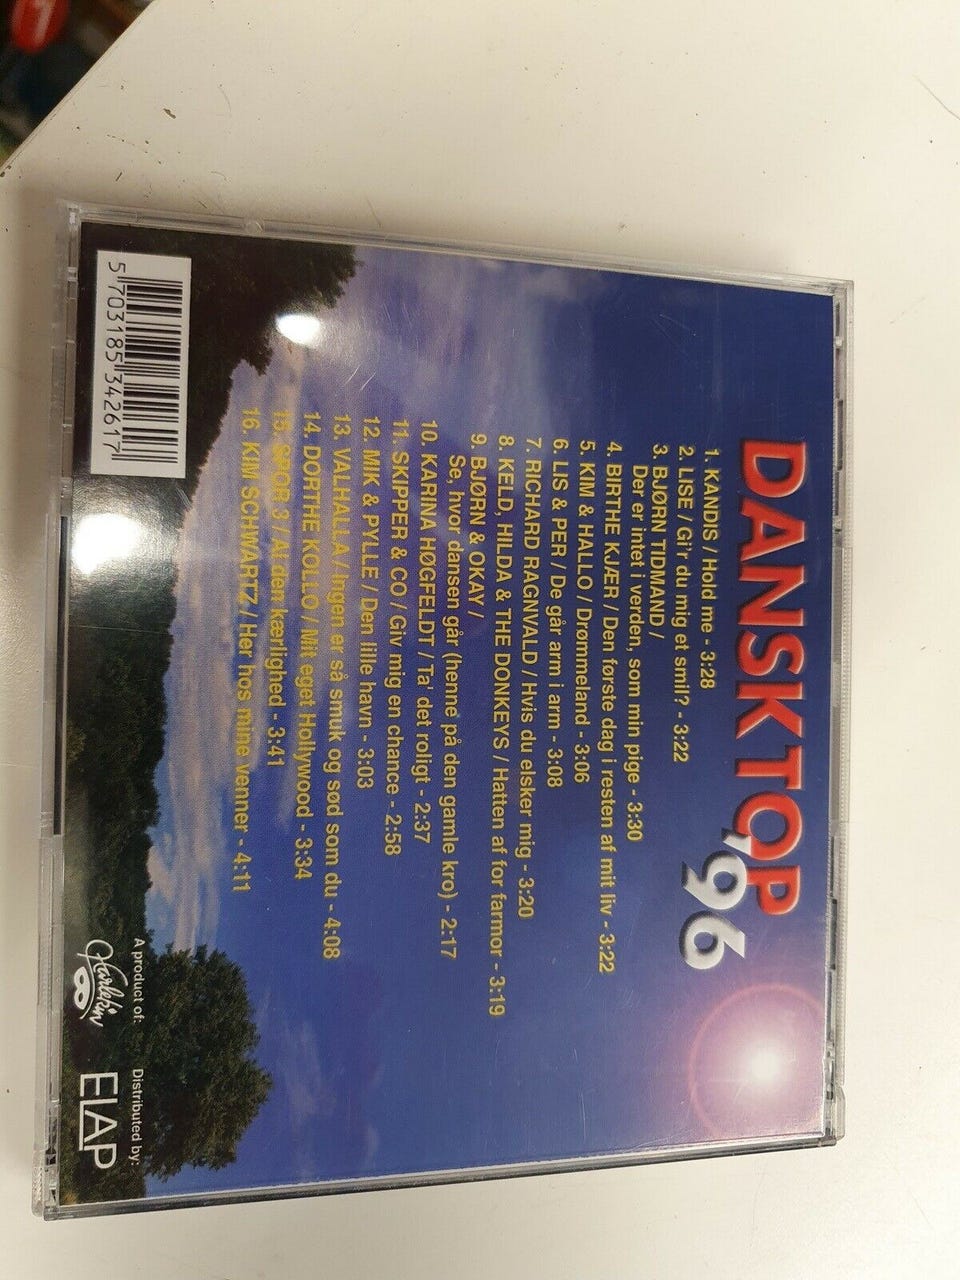 DANSKTOP '96
1. KANDIS / Hold me - 3:28
2. LISE / Gi'r du mig et smil? - 3:22
3. BJØRN TIDMAND /
Der er intet i verden, som min pige - 3:30
4. BIRTHE KJÆR / Den første dag i resten af mit liv - 3:22
5. KIM & HALLO / Drømmeland - 3:06
6. LIS & PER / De går arm i arm - 3:08
7. RICHARD RAGNVALD / Hvis du elsker mig - 3:20
8. KELD, HILDA & THE DONKEYS / Hatten af for farmor - 3:19
9. BJØRN & OKAY /
Se, hvor dansen går (henne på den gamle kro) - 2:17
10. KARINA HØGFELDT / Ta' det roligt - 2:37
11. SKIPPER & CO / Giv mig en chance - 2:58
12. MIK & PYLLE / Den lille havn - 3:03
13. VALHALLA / Ingen er så smuk og sød som du - 4:08
14. DORTHE KOLLO / Mit eget Hollywood - 3:34
15. SPOR 3 / Al den kærlighed - 3:41
16. KIM SCHWARTZ / Her hos mine venner - 4:11
5 703185 342617
A product of:
Harlekin
Distributed by:
ELAP